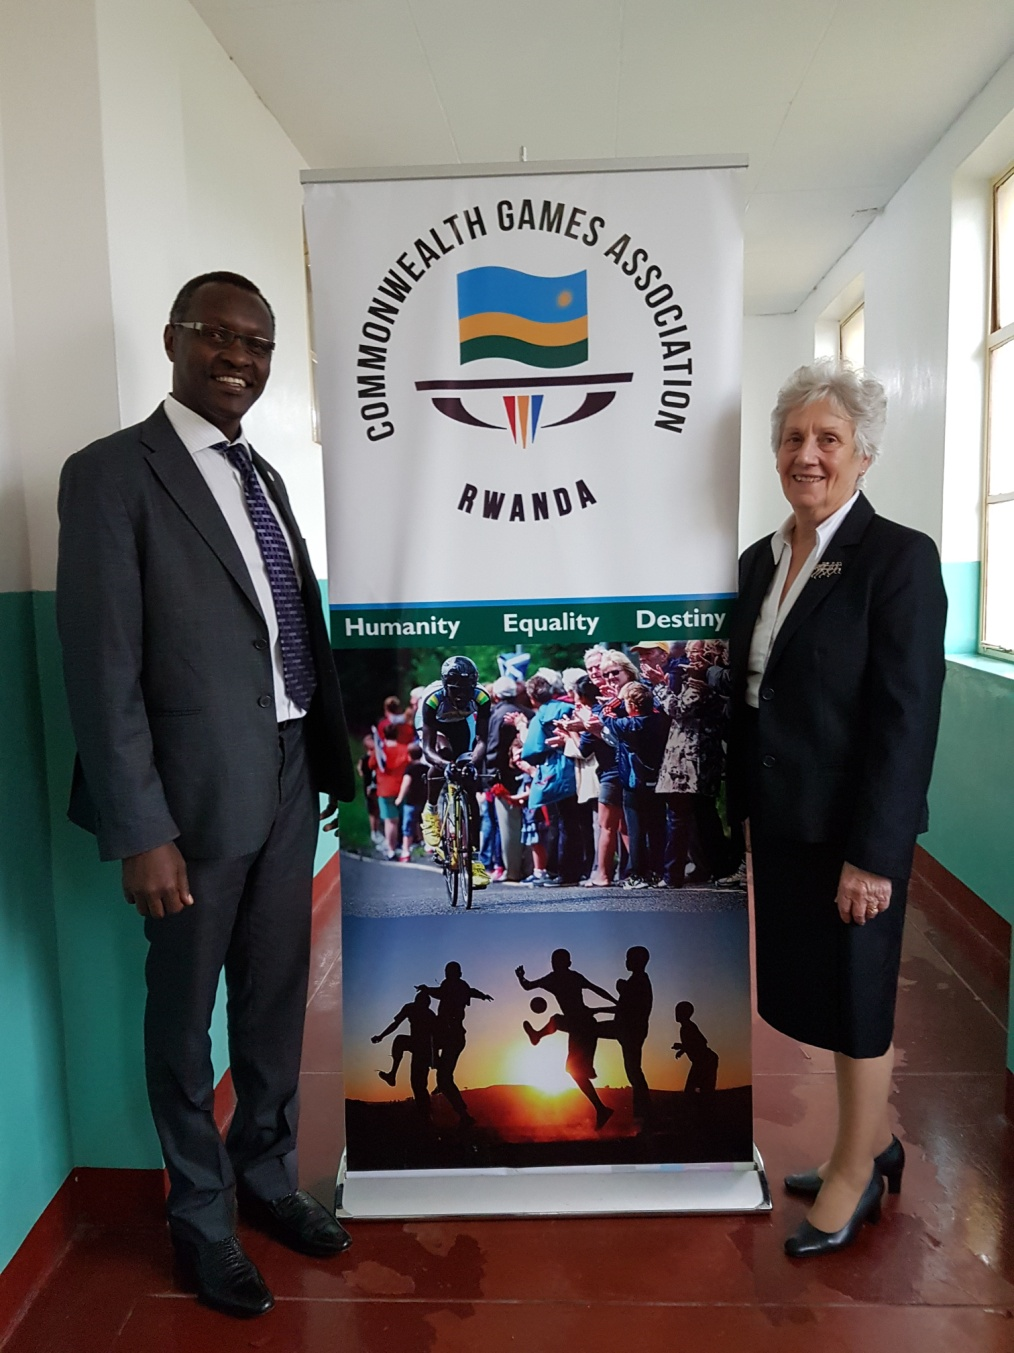 COMMONWEALTH GAMES ASSOCIATION
RWANDA
Humanity Equality Destiny